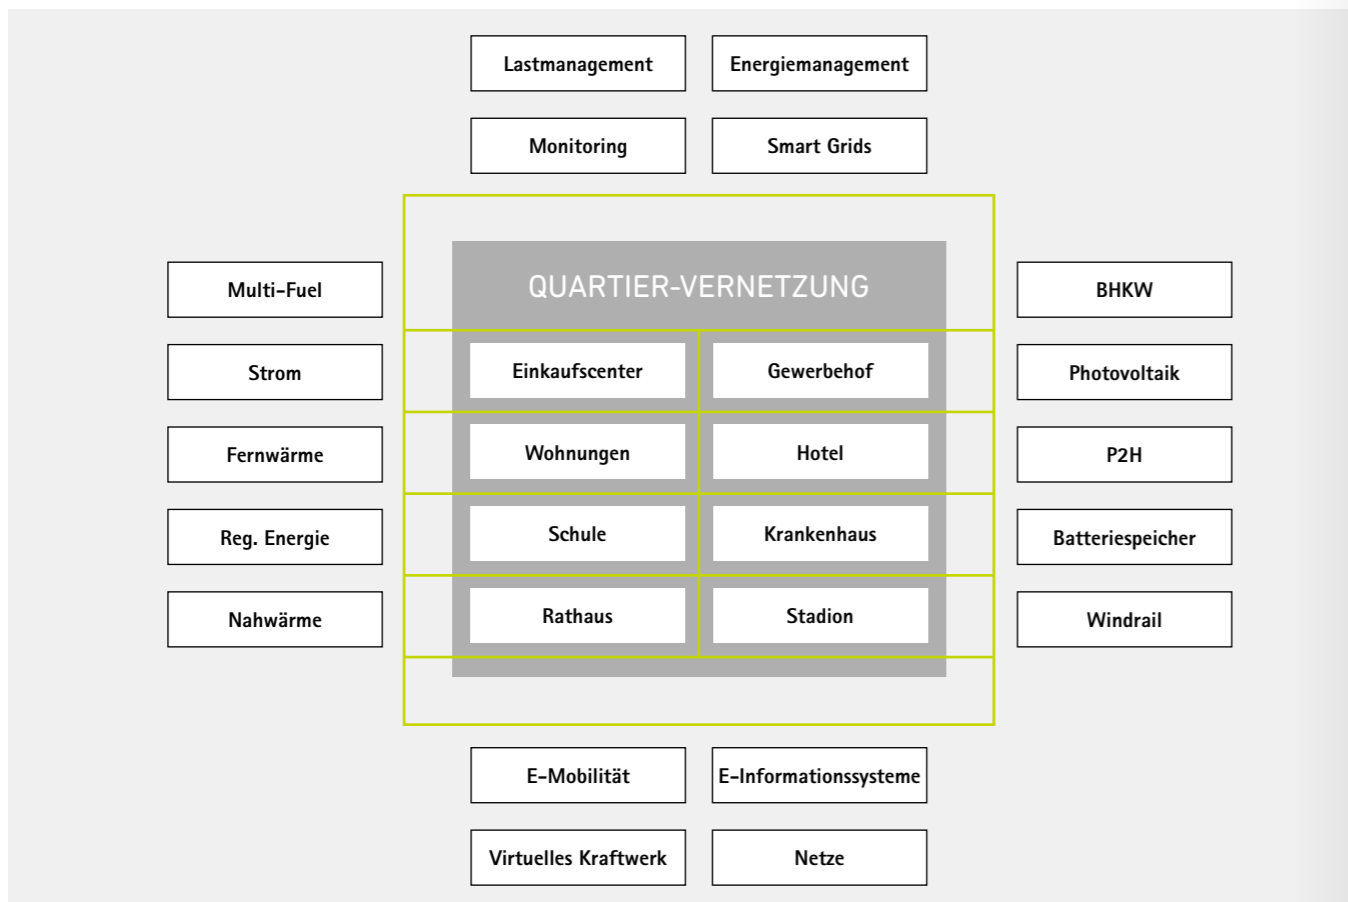 Lastmanagement
Energiemanagement
Monitoring
Smart Grids
QUARTIER-VERNETZUNG
Multi-Fuel
Strom
Fernwärme
Reg. Energie
Nahwärme
Einkaufscenter
Gewerbehof
Wohnungen
Hotel
Schule
Krankenhaus
Rathaus
Stadion
BHKW
Photovoltaik
P2H
Batteriespeicher
Windrail
E-Mobilität
E-Informationssysteme
Virtuelles Kraftwerk
Netze